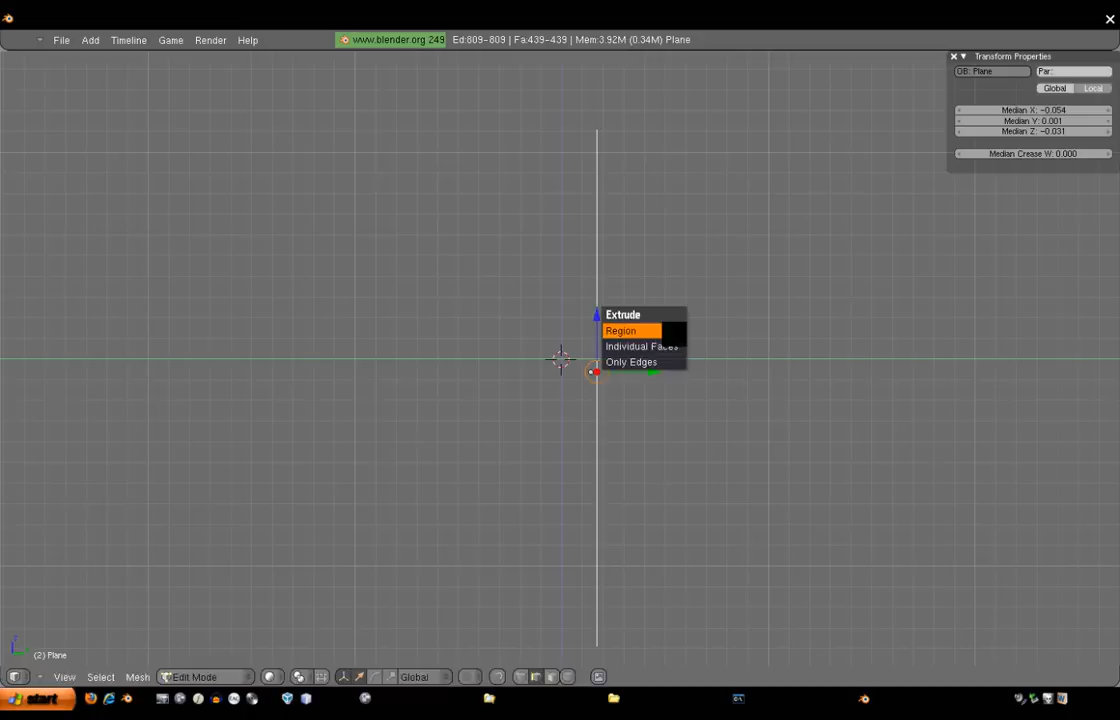 File Add Timeline Game Render Help www.blender.org 249 Ed:809-809 | Fa:439-439 | Mem:3.92M (0.34M) Plane
Transform Properties
OB: Plane Par:
Global Local
Median X: -0.054
Median Y: 0.001
Median Z: -0.031
Median Crease W: 0.000
Extrude
Region
Individual Faces
Only Edges
(2) Plane
View Select Mesh Edit Mode Global
start